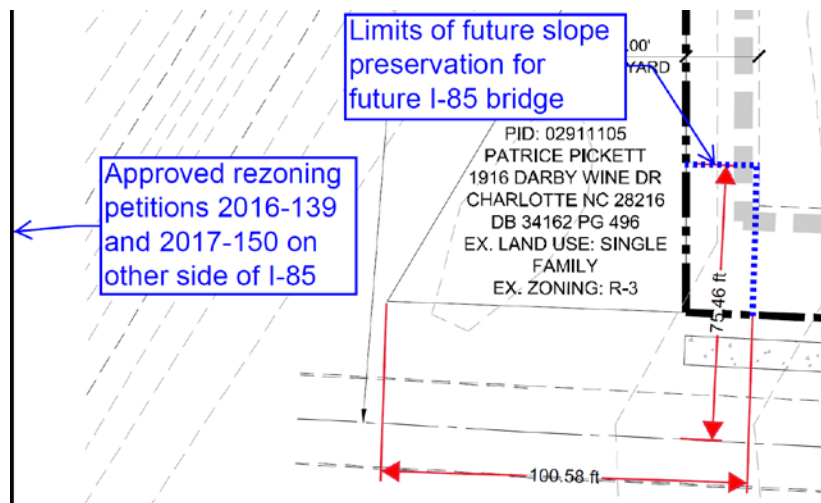 Limits of future slope
preservation for
future I-85 bridge
.00'
YARD
PID: 02911105
PATRICE PICKETT
1916 DARBY WINE DR
CHARLOTTE NC 28216
DB 34162 PG 496
EX. LAND USE: SINGLE
FAMILY
EX. ZONING: R-3
Approved rezoning
petitions 2016-139
and 2017-150 on
other side of I-85
75.46 ft
100.58 ft